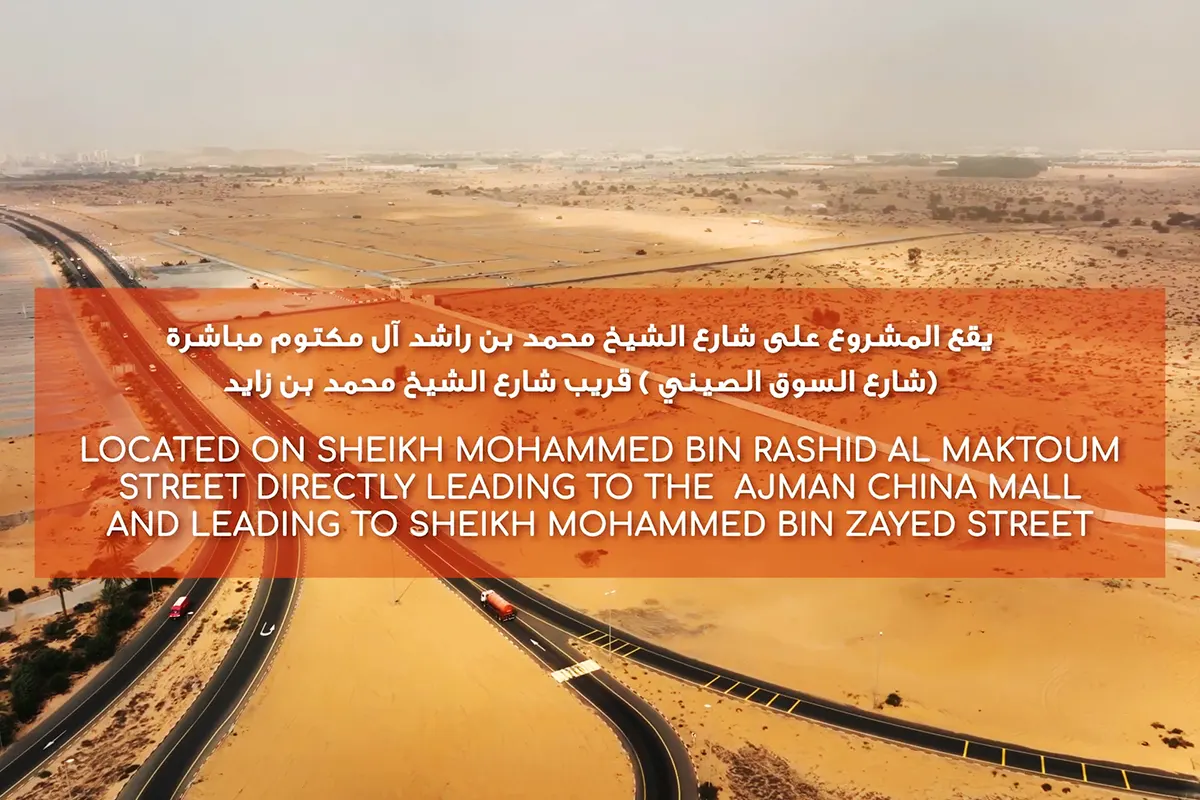 يقع المشروع على شارع الشيخ محمد بن راشد آل مكتوم مباشرة
(شارع السوق الصيني ) قريب شارع الشيخ محمد بن زايد
LOCATED ON SHEIKH MOHAMMED BIN RASHID AL MAKTOUM
STREET DIRECTLY LEADING TO THE AJMAN CHINA MALL
AND LEADING TO SHEIKH MOHAMMED BIN ZAYED STREET